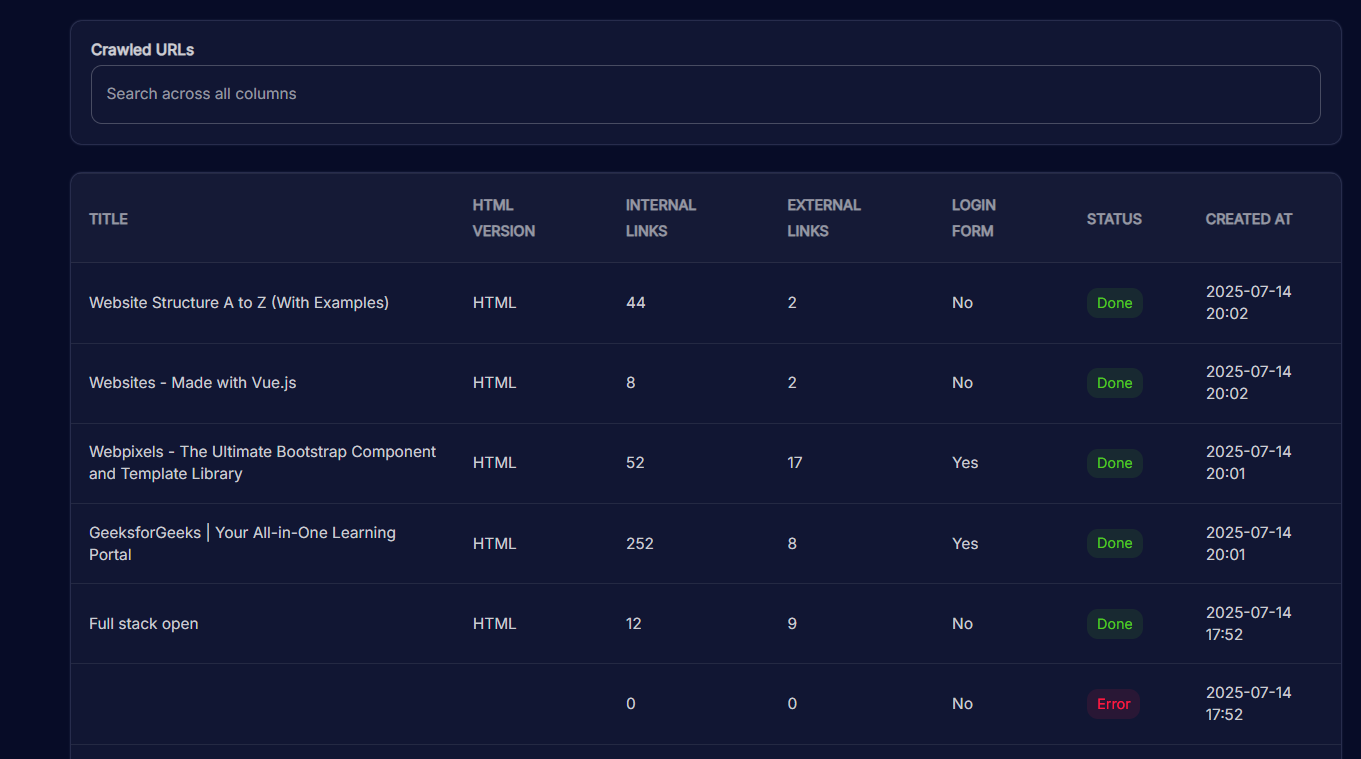 Crawled URLs
Search across all columns
TITLE HTML VERSION INTERNAL LINKS EXTERNAL LINKS LOGIN FORM STATUS CREATED AT
Website Structure A to Z (With Examples) HTML 44 2 No Done 2025-07-14 20:02
Websites - Made with Vue.js HTML 8 2 No Done 2025-07-14 20:02
Webpixels - The Ultimate Bootstrap Component and Template Library HTML 52 17 Yes Done 2025-07-14 20:01
GeeksforGeeks | Your All-in-One Learning Portal HTML 252 8 Yes Done 2025-07-14 20:01
Full stack open HTML 12 9 No Done 2025-07-14 17:52
0 0 No Error 2025-07-14 17:52